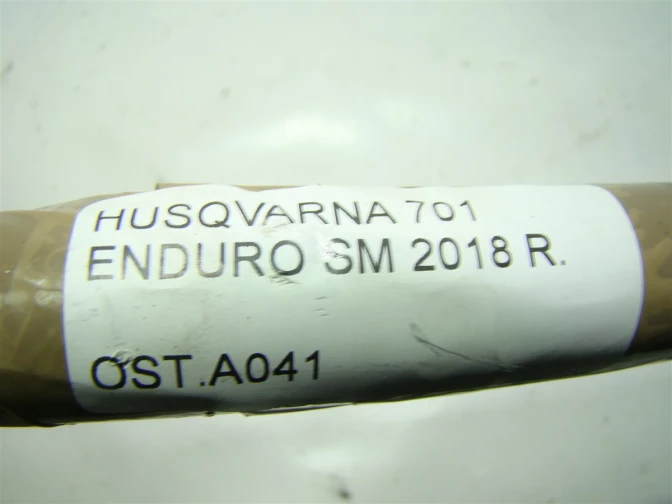 HUSQVARNA 701
ENDURO SM 2018 R.
OST.A041